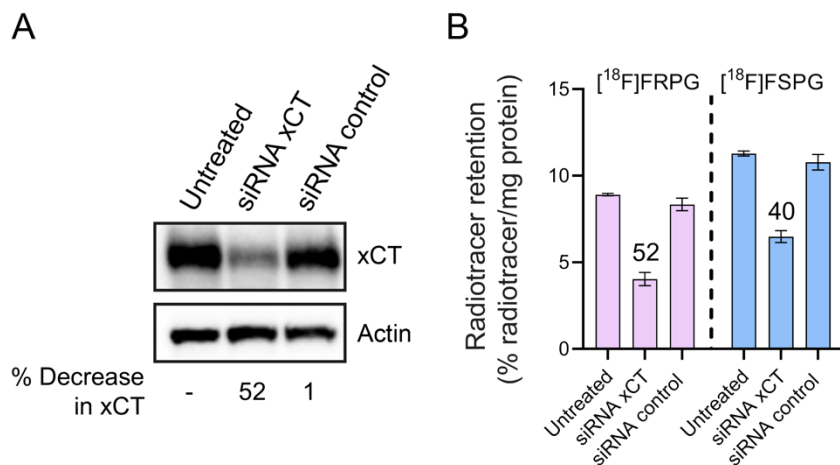 A
Untreated
siRNA xCT
siRNA control
xCT
Actin
% Decrease
in xCT
- 52 1
B
Radiotracer retention
(% radiotracer/mg protein)
15
10
5
0
[¹⁸F]FRPG
[¹⁸F]FSPG
52
40
Untreated
siRNA xCT
siRNA control
Untreated
siRNA xCT
siRNA control